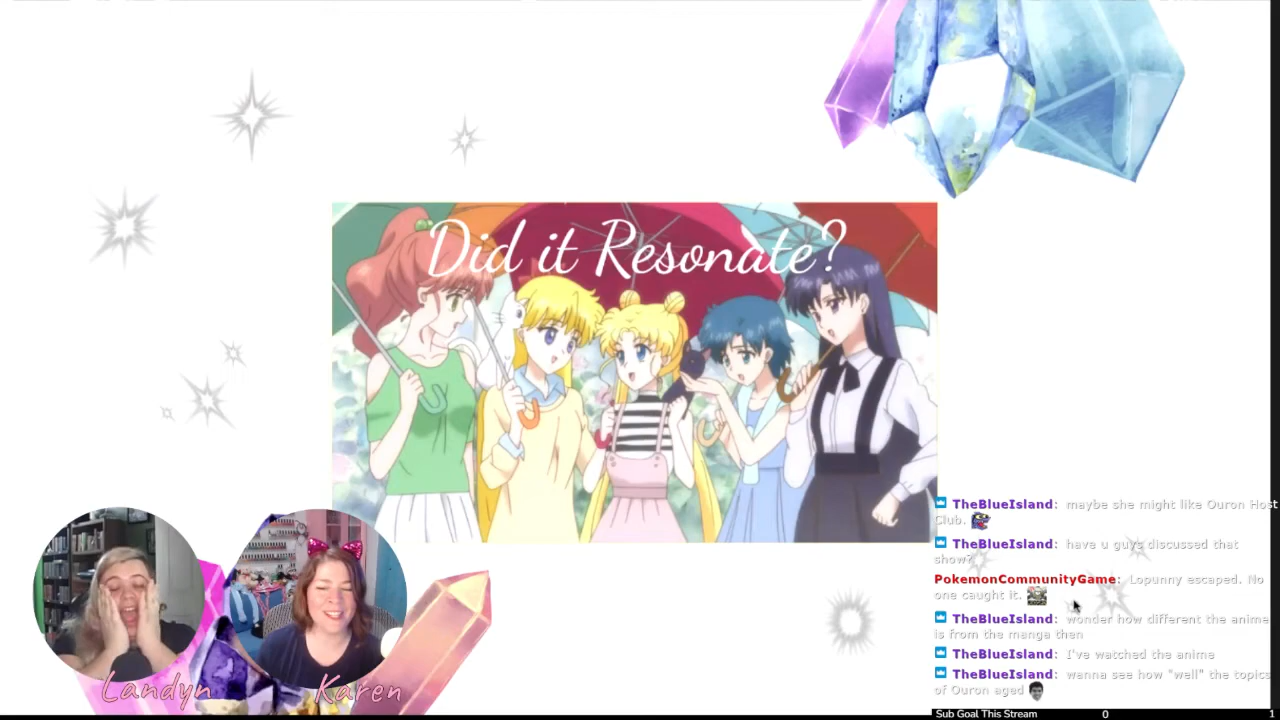 Did it Resonate?
TheBlueIsland: maybe she might like Ouron Host
Club.
TheBlueIsland: have u guys discussed that
show?
PokemonCommunityGame: Lopunny escaped. No
one caught it.
TheBlueIsland: wonder how different the anime
is from the manga then
TheBlueIsland: I've watched the anime
TheBlueIsland: wanna see how "well" the topics
of Ouron aged
Landyn
Karen
Sub Goal This Stream 0 1